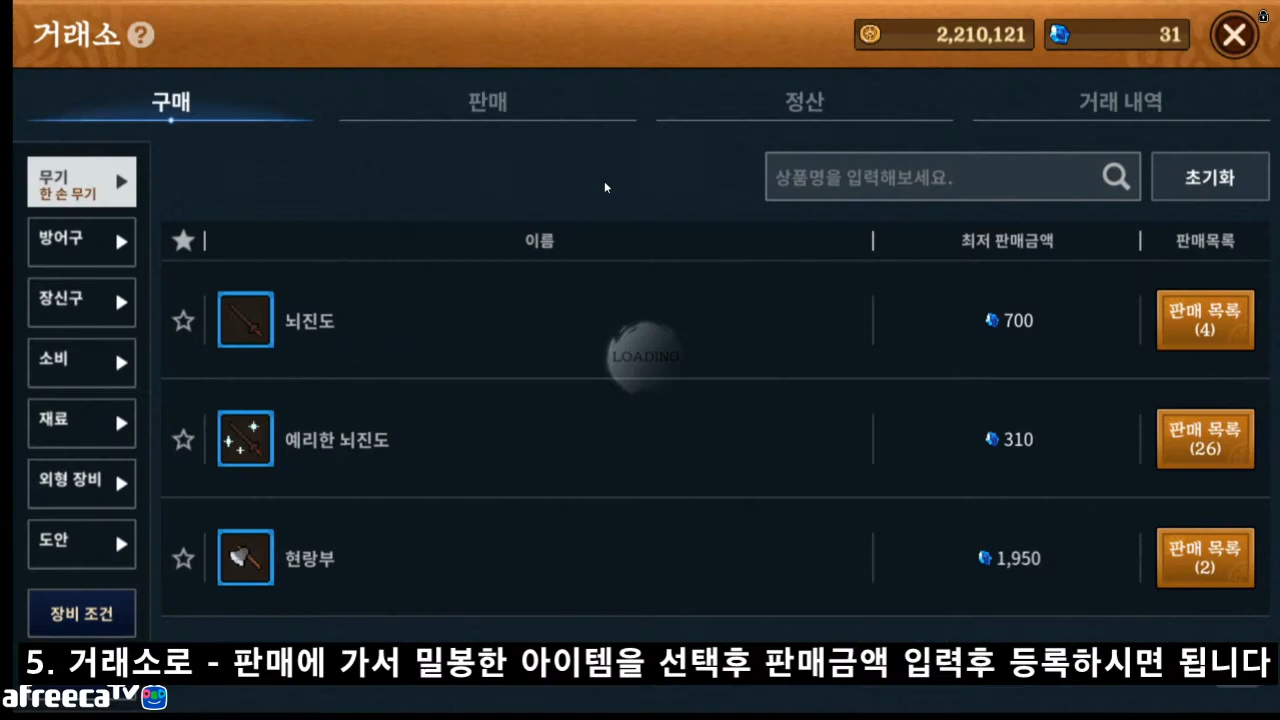 거래소 ?
2,210,121
31
구매
판매
정산
거래 내역
무기
한 손 무기
방어구
장신구
소비
재료
외형 장비
도안
장비 조건
상품명을 입력해보세요.
초기화
이름
최저 판매금액
판매목록
뇌진도
700
판매 목록
(4)
LOADING
예리한 뇌진도
310
판매 목록
(26)
현랑부
1,950
판매 목록
(2)
5. 거래소로 - 판매에 가서 밀봉한 아이템을 선택후 판매금액 입력후 등록하시면 됩니다
afreecaTV